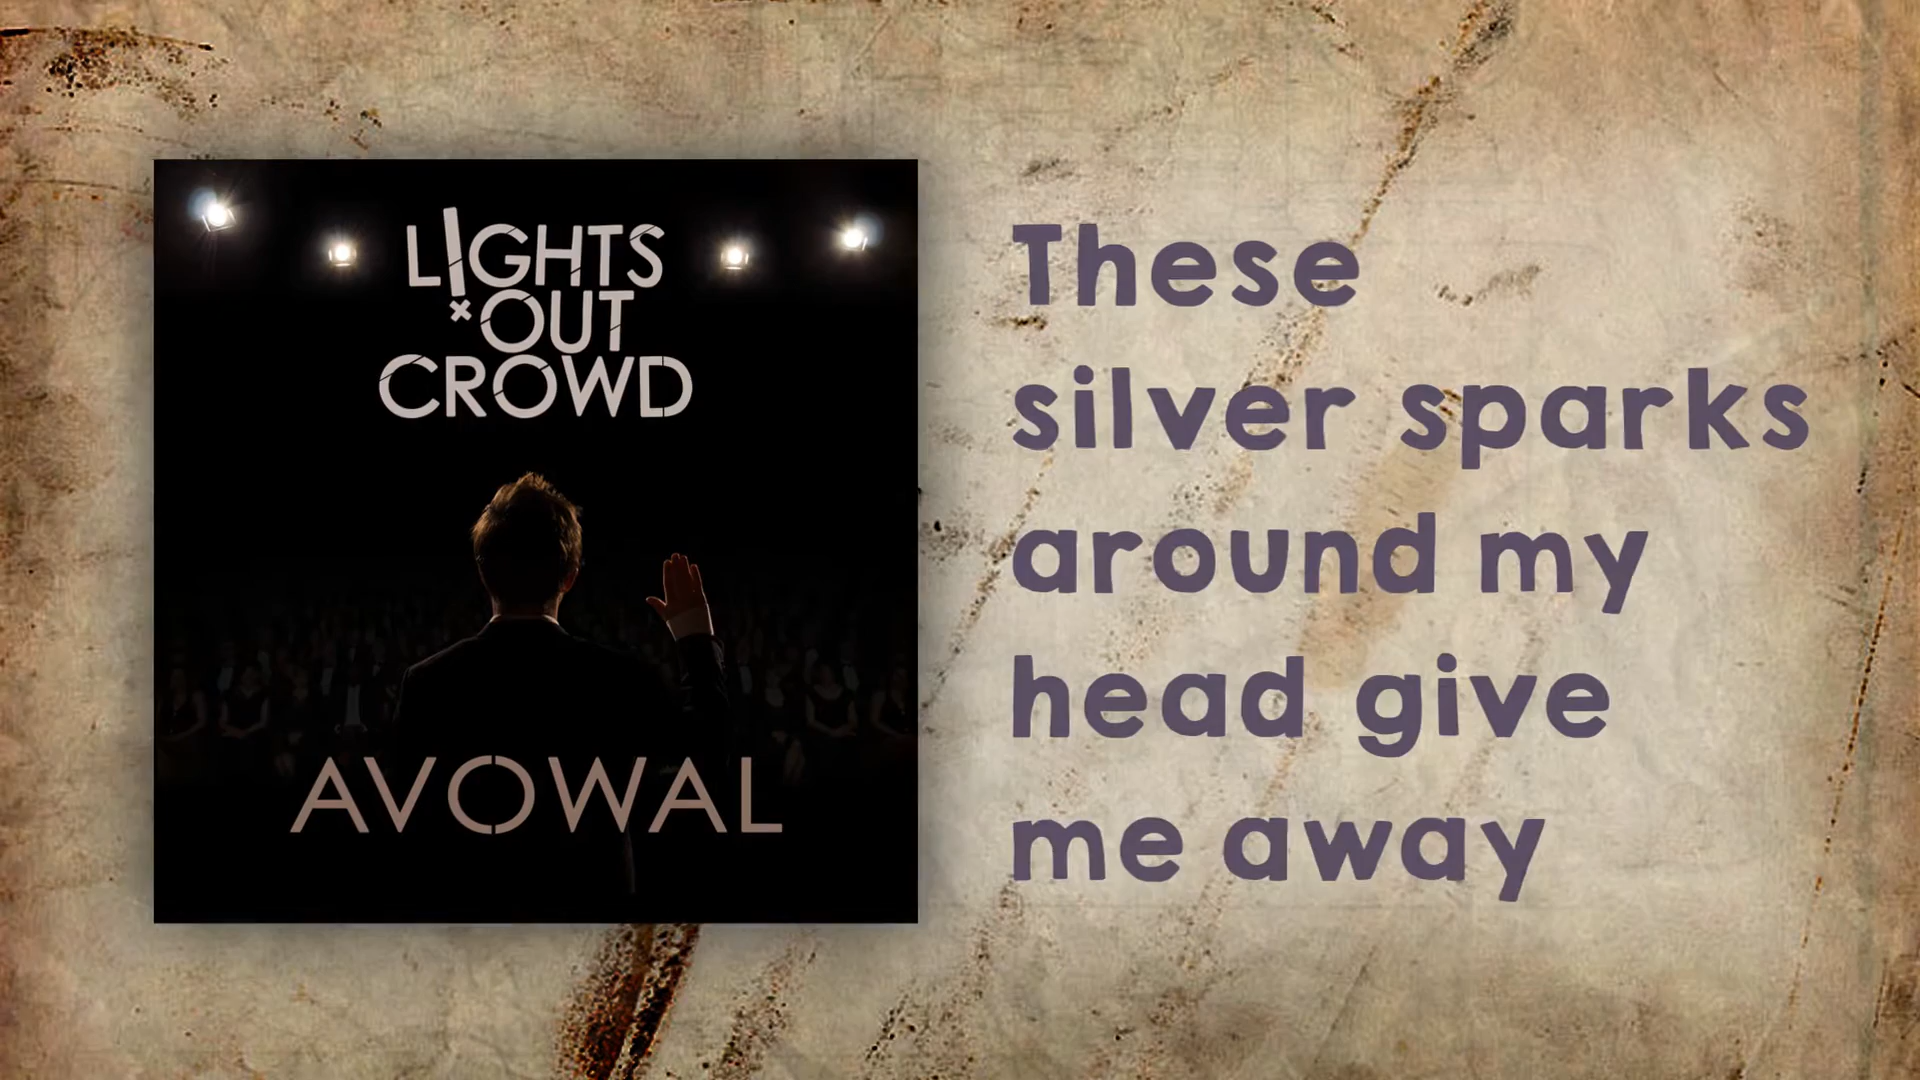 LIGHTS
OUT
CROWD
AVOWAL
These
silver sparks
around my
head give
me away